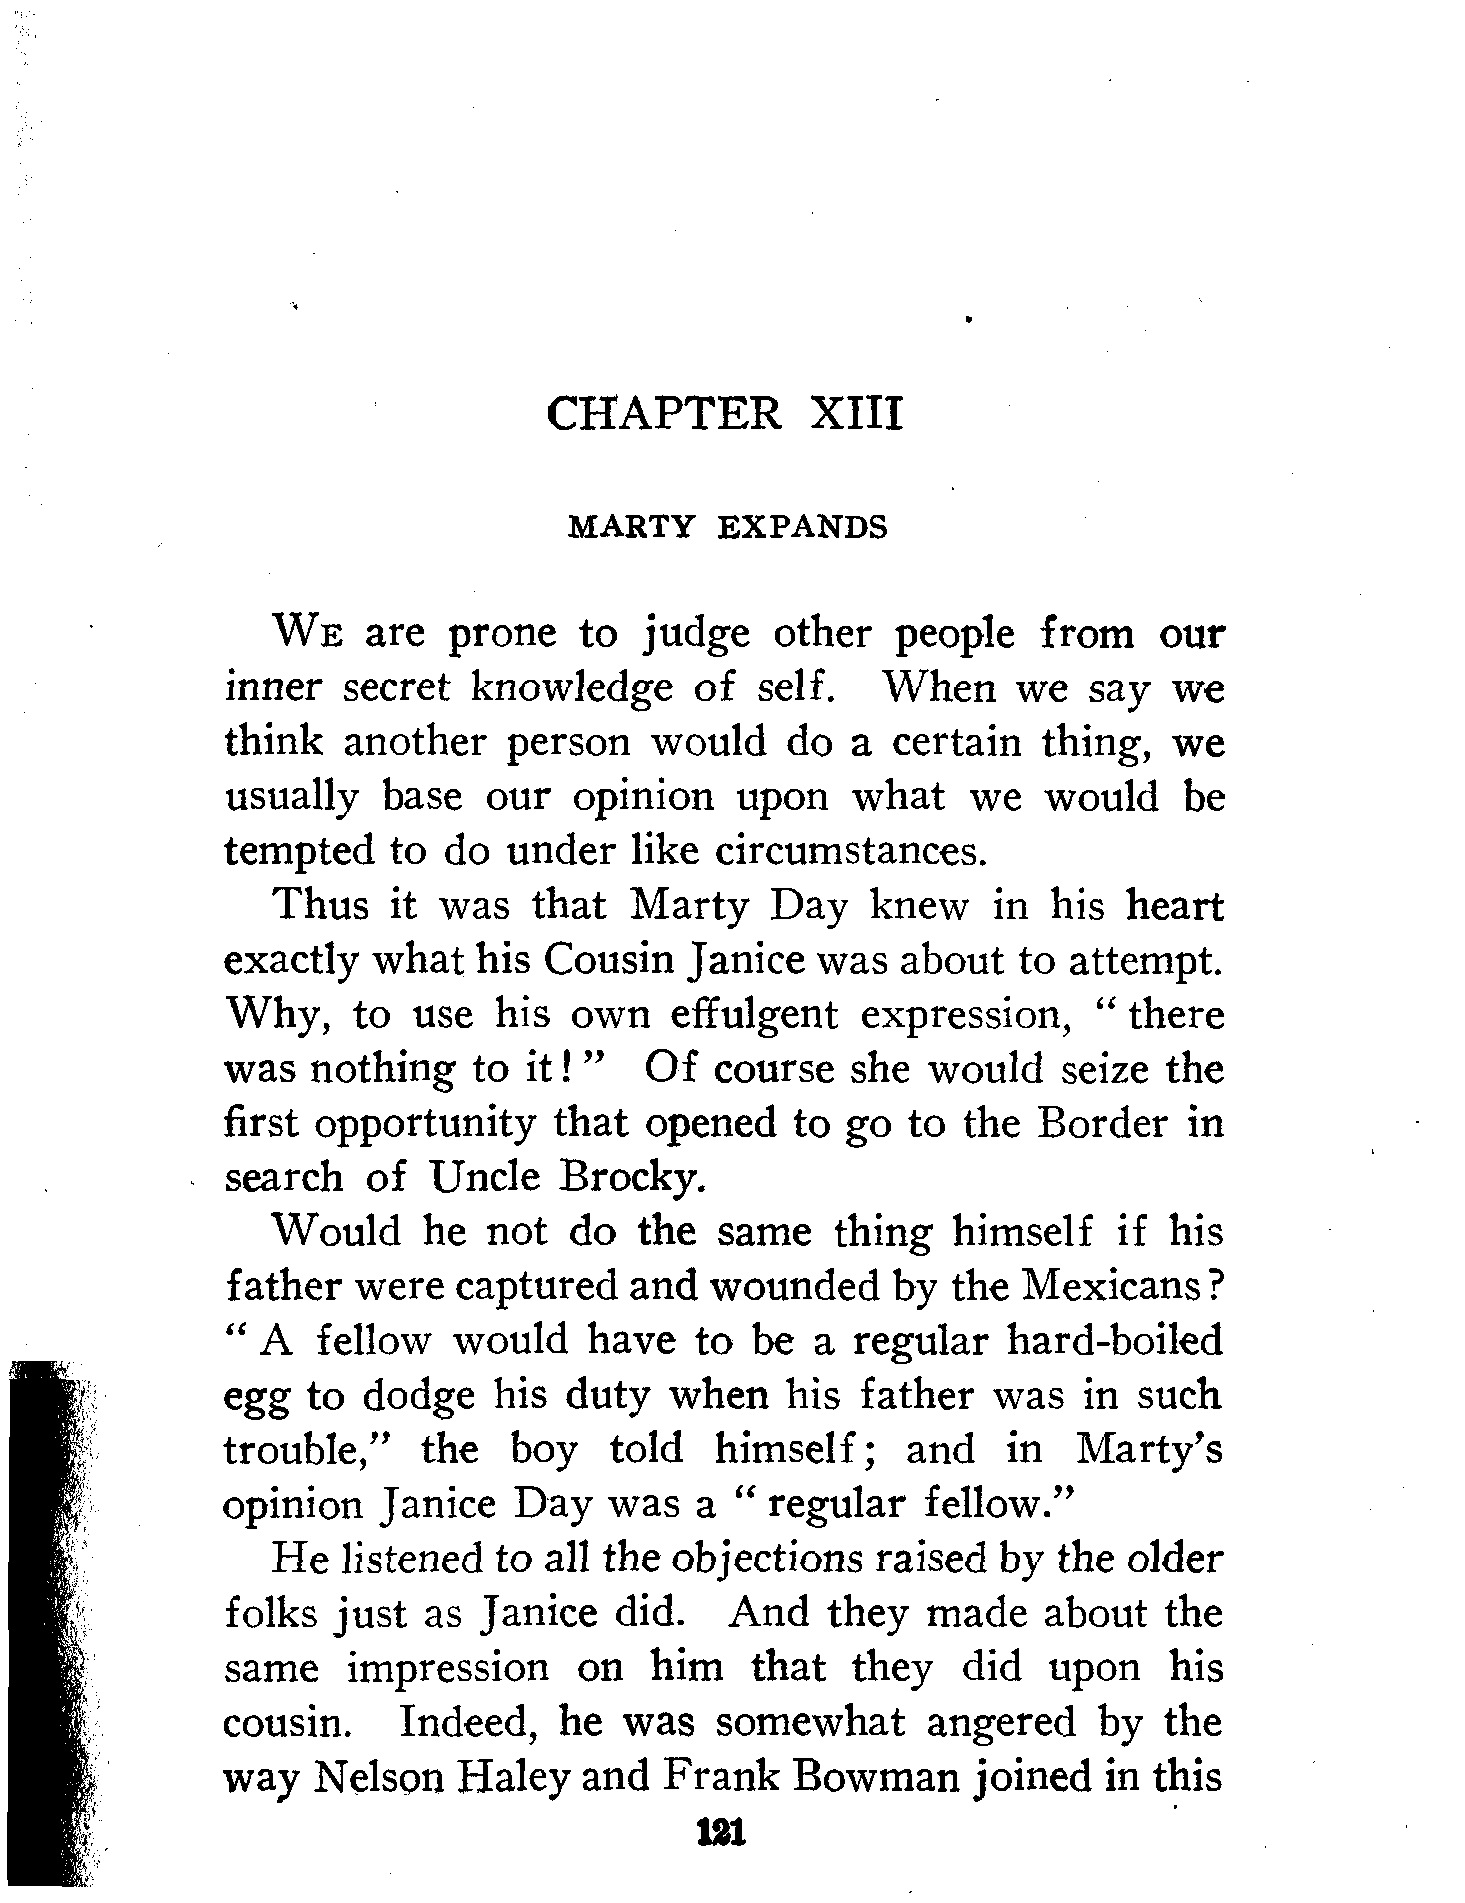 CHAPTER XIII
MARTY EXPANDS
WE are prone to judge other people from our
inner secret knowledge of self. When we say we
think another person would do a certain thing, we
usually base our opinion upon what we would be
tempted to do under like circumstances.
Thus it was that Marty Day knew in his heart
exactly what his Cousin Janice was about to attempt.
Why, to use his own effulgent expression, “ there
was nothing to it! ” Of course she would seize the
first opportunity that opened to go to the Border in
search of Uncle Brocky.
Would he not do the same thing himself if his
father were captured and wounded by the Mexicans?
“ A fellow would have to be a regular hard-boiled
egg to dodge his duty when his father was in such
trouble,” the boy told himself; and in Marty’s
opinion Janice Day was a “ regular fellow.”
He listened to all the objections raised by the older
folks just as Janice did. And they made about the
same impression on him that they did upon his
cousin. Indeed, he was somewhat angered by the
way Nelson Haley and Frank Bowman joined in this
121